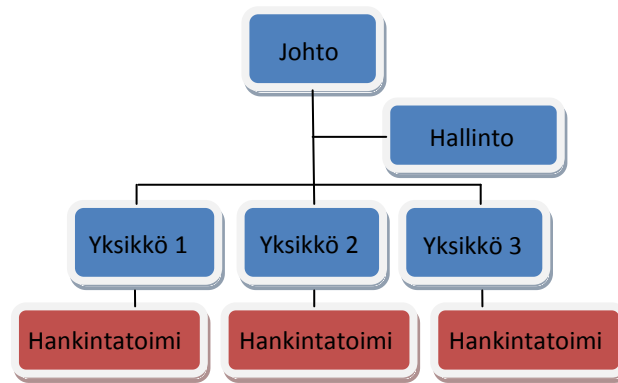 Johto
Hallinto
Yksikkö 1
Yksikkö 2
Yksikkö 3
Hankintatoimi
Hankintatoimi
Hankintatoimi